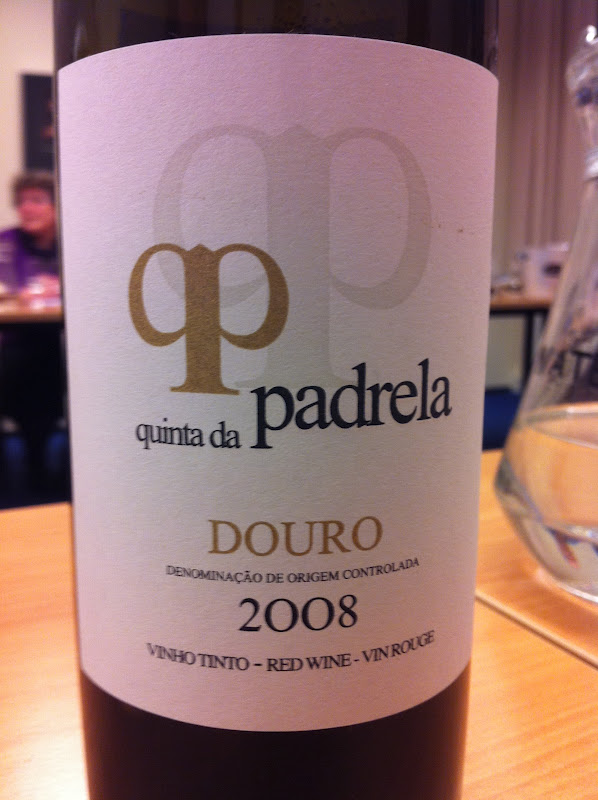 qp
quinta da padrela
DOURO
DENOMINAÇÃO DE ORIGEM CONTROLADA
2008
VINHO TINTO - RED WINE - VIN ROUGE